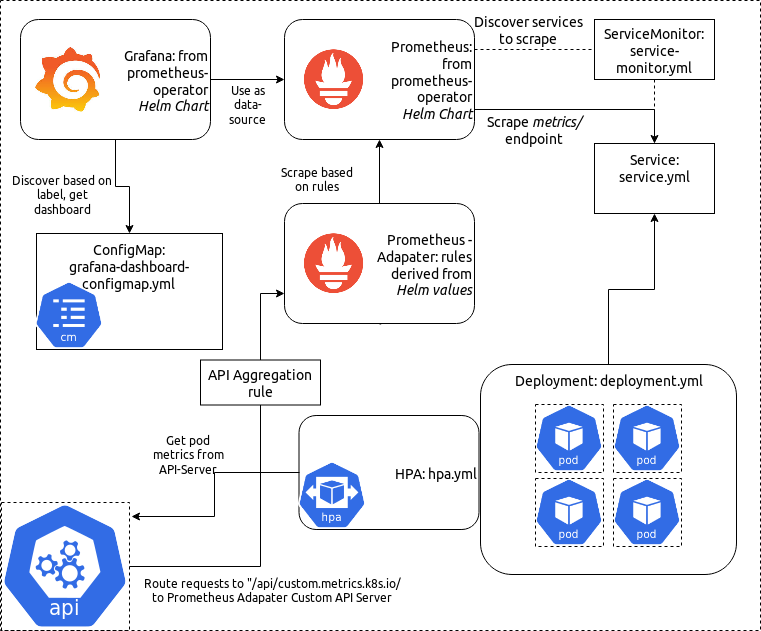 Grafana: from
prometheus-
operator
Helm Chart
Use as
data-
source
Prometheus:
from
prometheus-
operator
Helm Chart
Discover services
to scrape
ServiceMonitor:
service-
monitor.yml
Scrape metrics/
endpoint
Service:
service.yml
Discover based on
label, get
dashboard
Scrape based
on rules
ConfigMap:
grafana-dashboard-
configmap.yml
cm
Prometheus -
Adapater: rules
derived from
Helm values
API Aggregation
rule
Deployment: deployment.yml
pod
pod
pod
pod
Get pod
metrics from
API-Server
HPA: hpa.yml
hpa
api
Route requests to "/api/custom.metrics.k8s.io/
to Prometheus Adapater Custom API Server